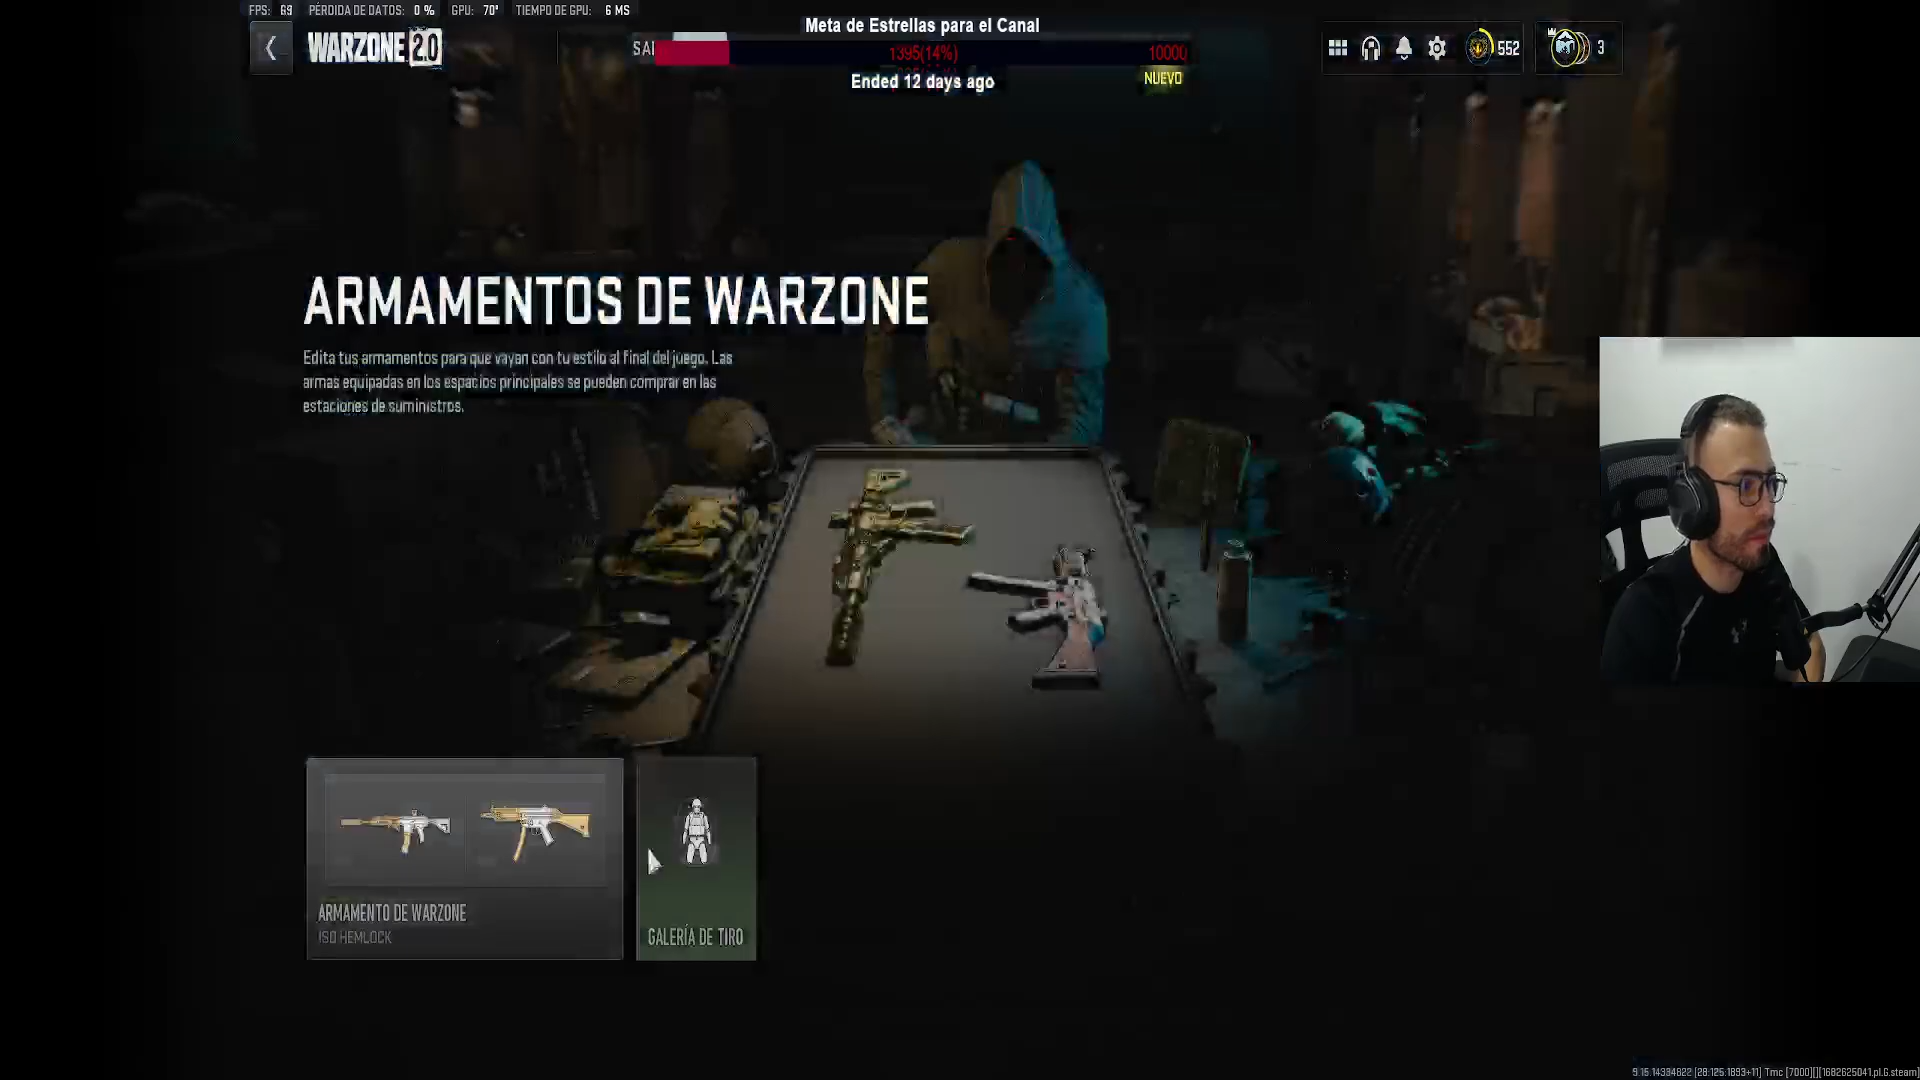 FPS: 69 PÉRDIDA DE DATOS: 0 % GPU: 70° TIEMPO DE GPU: 6 MS
WARZONE 2.0
Meta de Estrellas para el Canal
1395(14%) 10000
Ended 12 days ago
NUEVO
552
3
ARMAMENTOS DE WARZONE
Edita tus armamentos para que vayan con tu estilo al final del juego. Las
armas equipadas en los espacios principales se pueden comprar en las
estaciones de suministros.
ARMAMENTO DE WARZONE
ISO HEMLOCK
GALERÍA DE TIRO